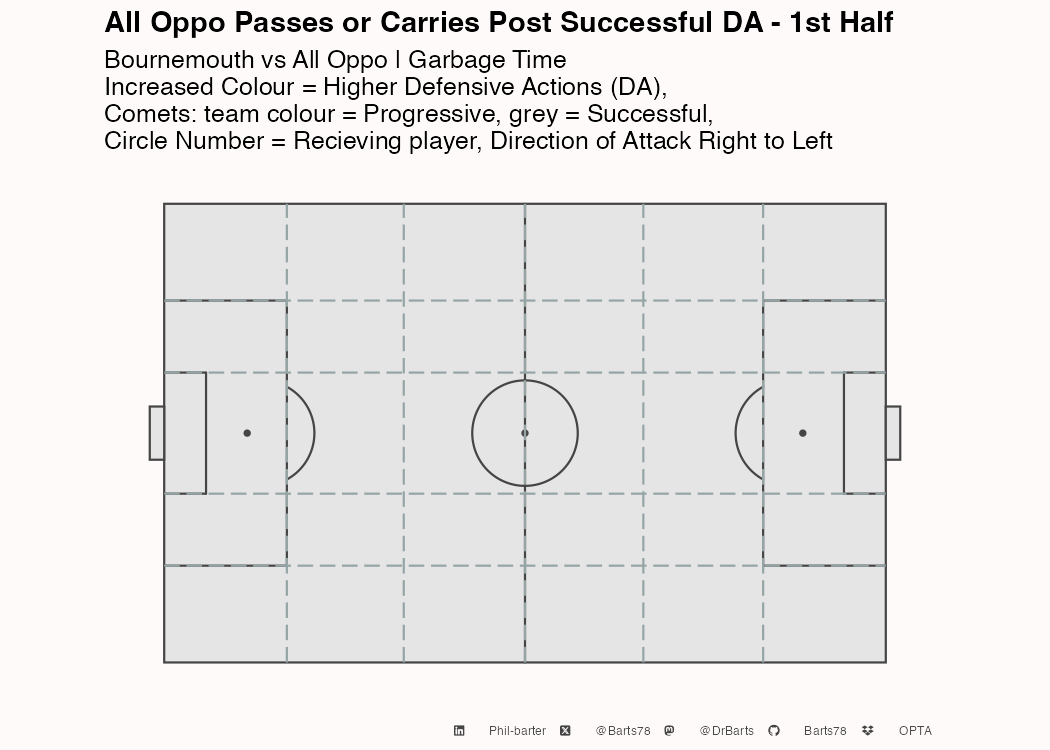 All Oppo Passes or Carries Post Successful DA - 1st Half
Bournemouth vs All Oppo | Garbage Time
Increased Colour = Higher Defensive Actions (DA),
Comets: team colour = Progressive, grey = Successful,
Circle Number = Recieving player, Direction of Attack Right to Left
Phil-barter @Barts78 @DrBarts Barts78 OPTA